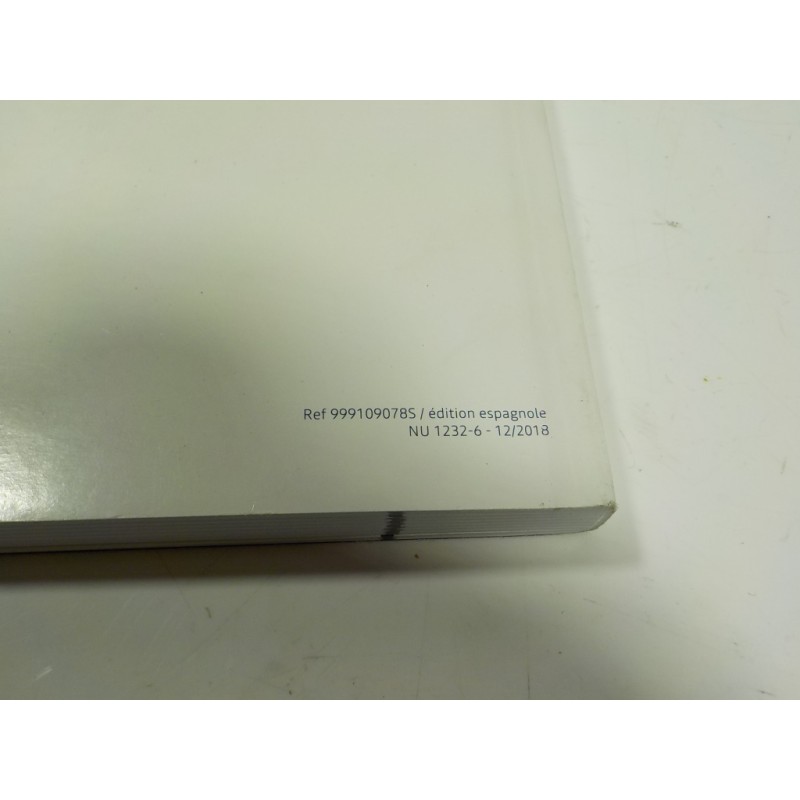 Ref 999109078S / édition espagnole
NU 1232-6 - 12/2018